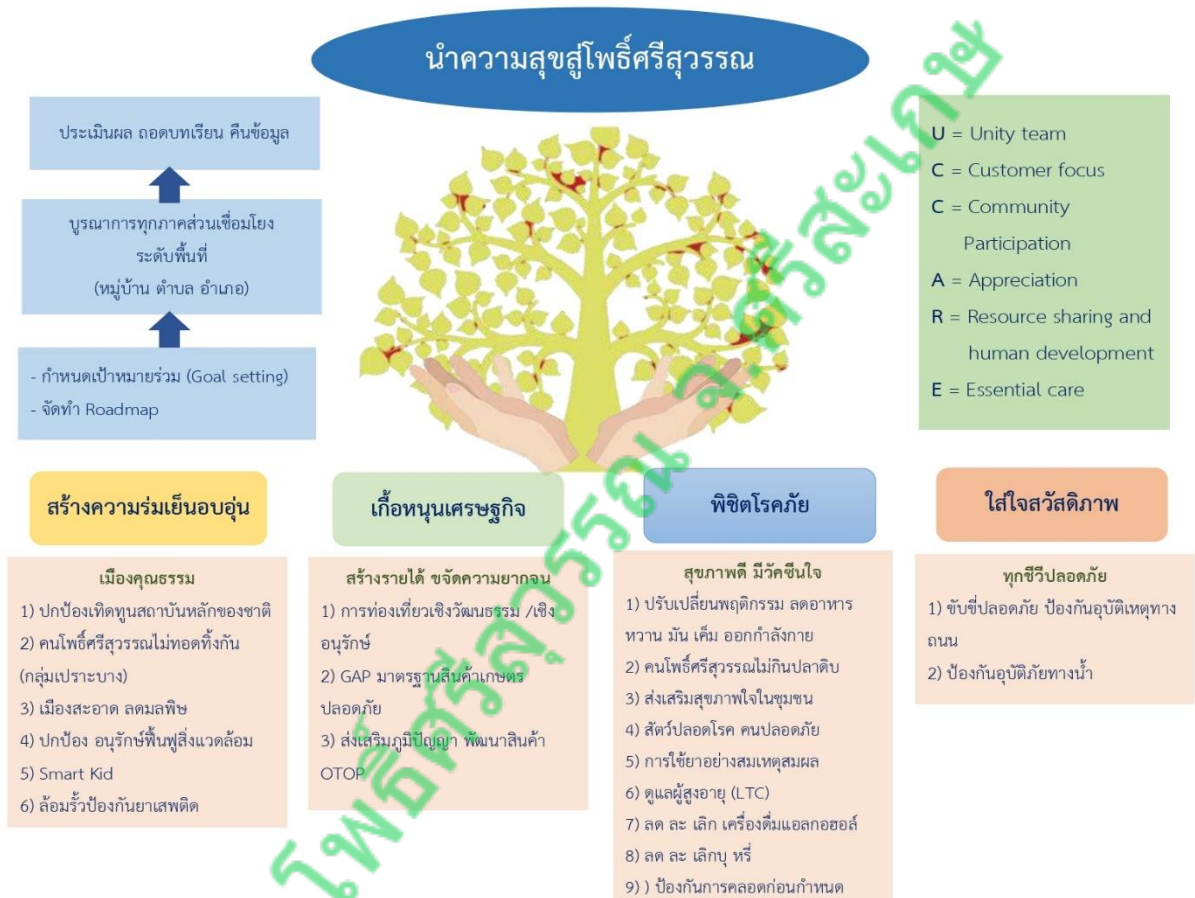 นำความสุขสู่โพธิ์ศรีสุวรรณ
ประเมินผล ถอดบทเรียน คืนข้อมูล
บูรณาการทุกภาคส่วนเชื่อมโยง
ระดับพื้นที่
(หมู่บ้าน ตำบล อำเภอ)
- กำหนดเป้าหมายร่วม (Goal setting)
- จัดทำ Roadmap
U = Unity team
C = Customer focus
C = Community
Participation
A = Appreciation
R = Resource sharing and
human development
E = Essential care
สร้างความร่มเย็นอบอุ่น
เมืองคุณธรรม
1) ปกป้องเทิดทูนสถาบันหลักของชาติ
2) คนโพธิ์ศรีสุวรรณไม่ทอดทิ้งกัน
(กลุ่มเปราะบาง)
3) เมืองสะอาด ลดมลพิษ
4) ปกป้อง อนุรักษ์ฟื้นฟูสิ่งแวดล้อม
5) Smart Kid
6) ล้อมรั้วป้องกันยาเสพติด
เกื้อหนุนเศรษฐกิจ
สร้างรายได้ ขจัดความยากจน
1) การท่องเที่ยวเชิงวัฒนธรรม /เชิง
อนุรักษ์
2) GAP มาตรฐานสินค้าเกษตร
ปลอดภัย
3) ส่งเสริมภูมิปัญญา พัฒนาสินค้า
OTOP
พิชิตโรคภัย
สุขภาพดี มีวัคซีนใจ
1) ปรับเปลี่ยนพฤติกรรม ลดอาหาร
หวาน มัน เค็ม ออกกำลังกาย
2) คนโพธิ์ศรีสุวรรณไม่กินปลาดิบ
3) ส่งเสริมสุขภาพใจในชุมชน
4) สัตว์ปลอดโรค คนปลอดภัย
5) การใช้ยาอย่างสมเหตุสมผล
6) ดูแลผู้สูงอายุ (LTC)
7) ลด ละ เลิก เครื่องดื่มแอลกอฮอล์
8) ลด ละ เลิกบุ หรี่
9) ) ป้องกันการคลอดก่อนกำหนด
ใส่ใจสวัสดิภาพ
ทุกชีวีปลอดภัย
1) ขับขี่ปลอดภัย ป้องกันอุบัติเหตุทาง
ถนน
2) ป้องกันอุบัติภัยทางน้ำ
โพธิ์ศรีสุวรรณ จ.ศรีสะเกษ